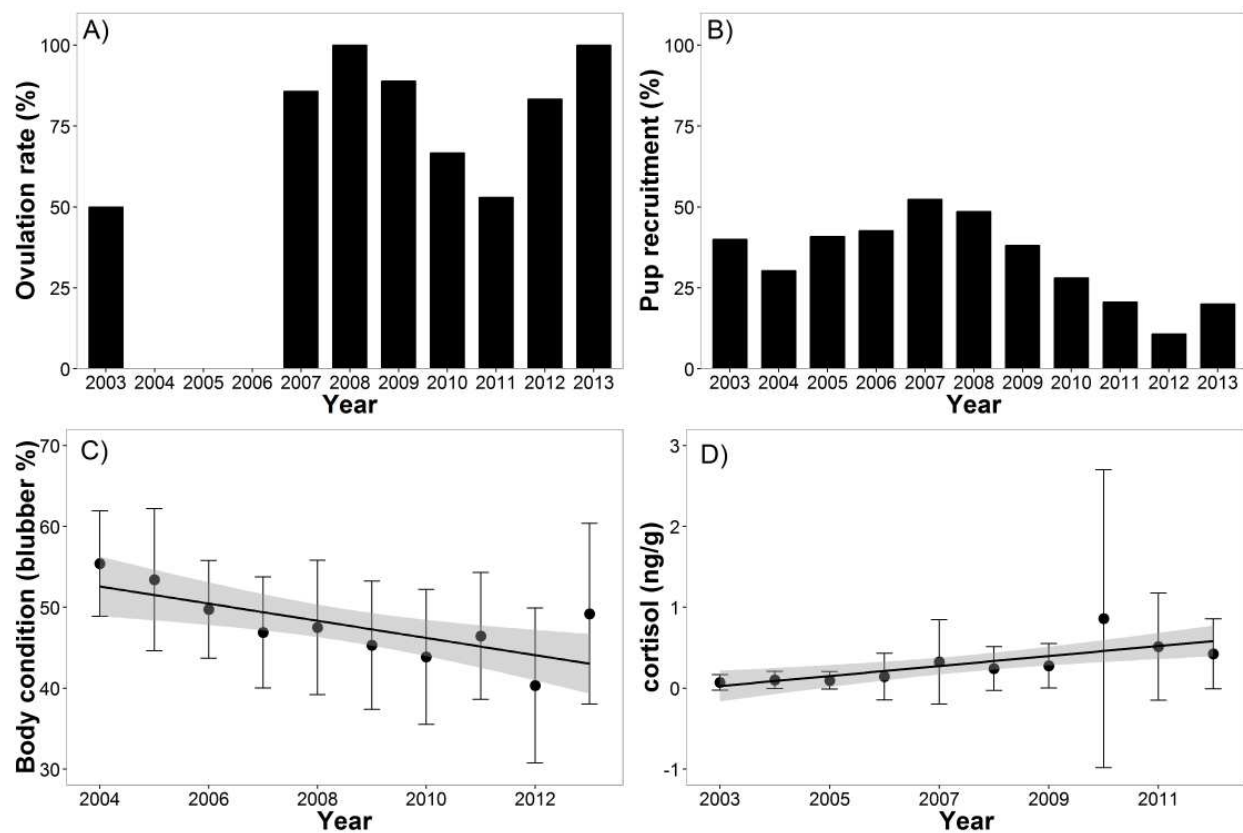 A)
Ovulation rate (%)
100
75
50
25
0
2003 2004 2005 2006 2007 2008 2009 2010 2011 2012 2013
Year
B)
Pup recruitment (%)
100
75
50
25
0
2003 2004 2005 2006 2007 2008 2009 2010 2011 2012 2013
Year
C)
Body condition (blubber %)
70
60
50
40
30
2004 2006 2008 2010 2012
Year
D)
cortisol (ng/g)
3
2
1
0
-1
2003 2005 2007 2009 2011
Year